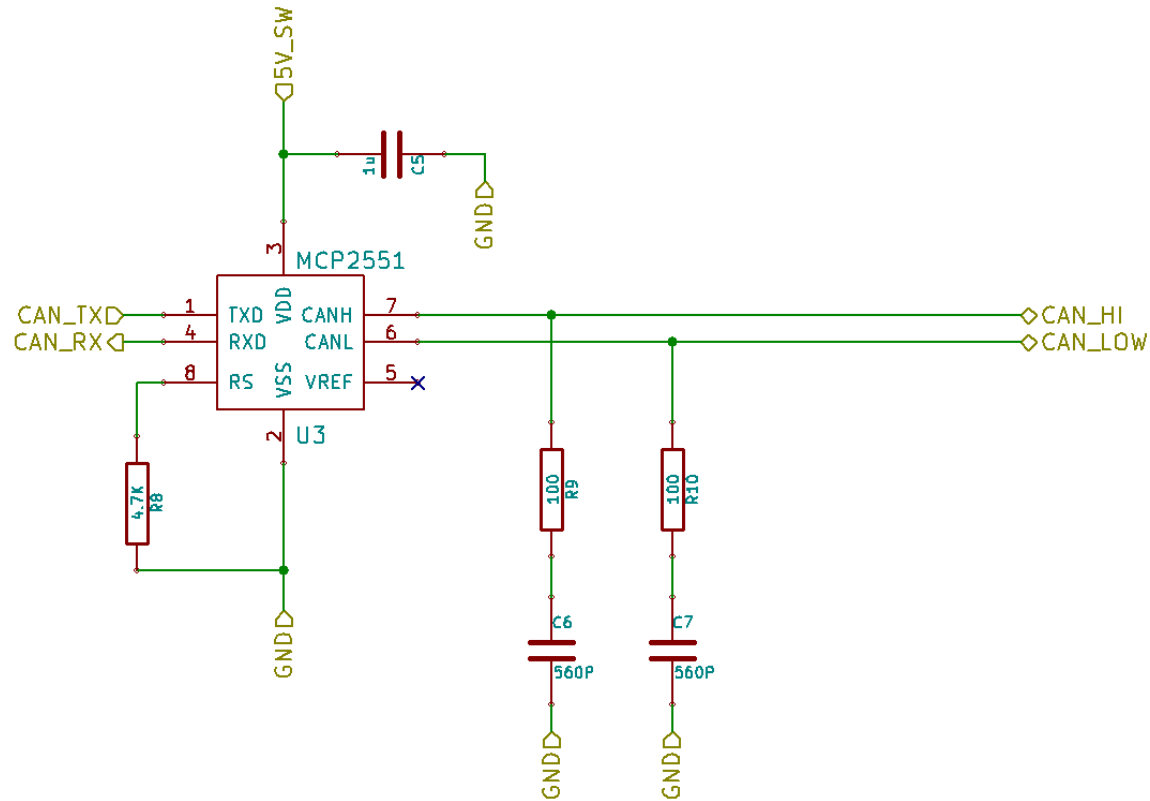 5V_SW
1u
C5
GND
3
MCP2551
CAN_TX
1
TXD
VDD
CANH
7
CAN_HI
CAN_RX
4
RXD
CANL
6
CAN_LOW
8
RS
VSS
VREF
5
2
U3
4.7K
R8
100
R9
100
R10
GND
C6
560P
C7
560P
GND
GND